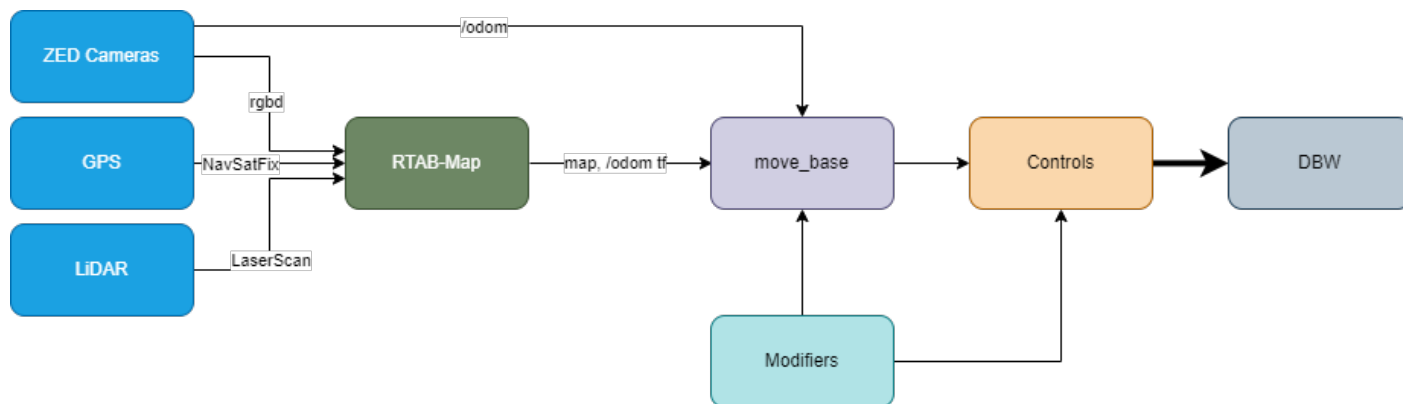 /odom
ZED Cameras
rgbd
GPS
NavSatFix
RTAB-Map
map, /odom tf
move_base
Controls
DBW
LiDAR
LaserScan
Modifiers